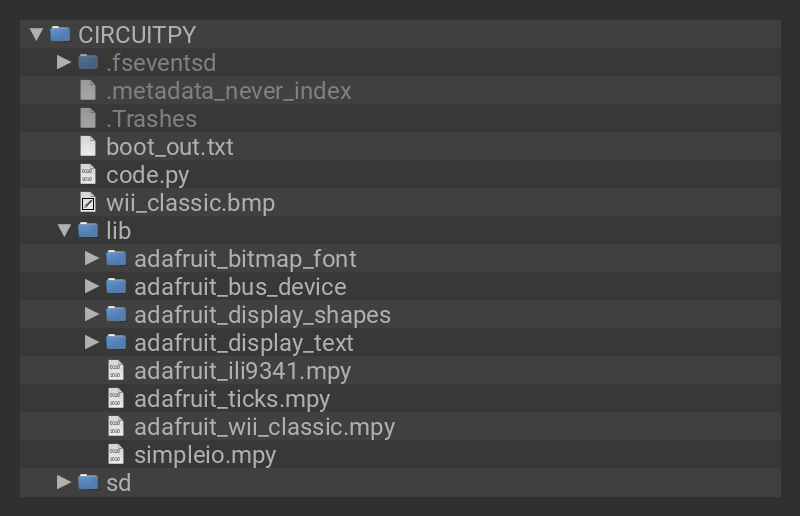 CIRCUITPY
.fseventsd
.metadata_never_index
.Trashes
boot_out.txt
code.py
wii_classic.bmp
lib
adafruit_bitmap_font
adafruit_bus_device
adafruit_display_shapes
adafruit_display_text
adafruit_ili9341.mpy
adafruit_ticks.mpy
adafruit_wii_classic.mpy
simpleio.mpy
sd